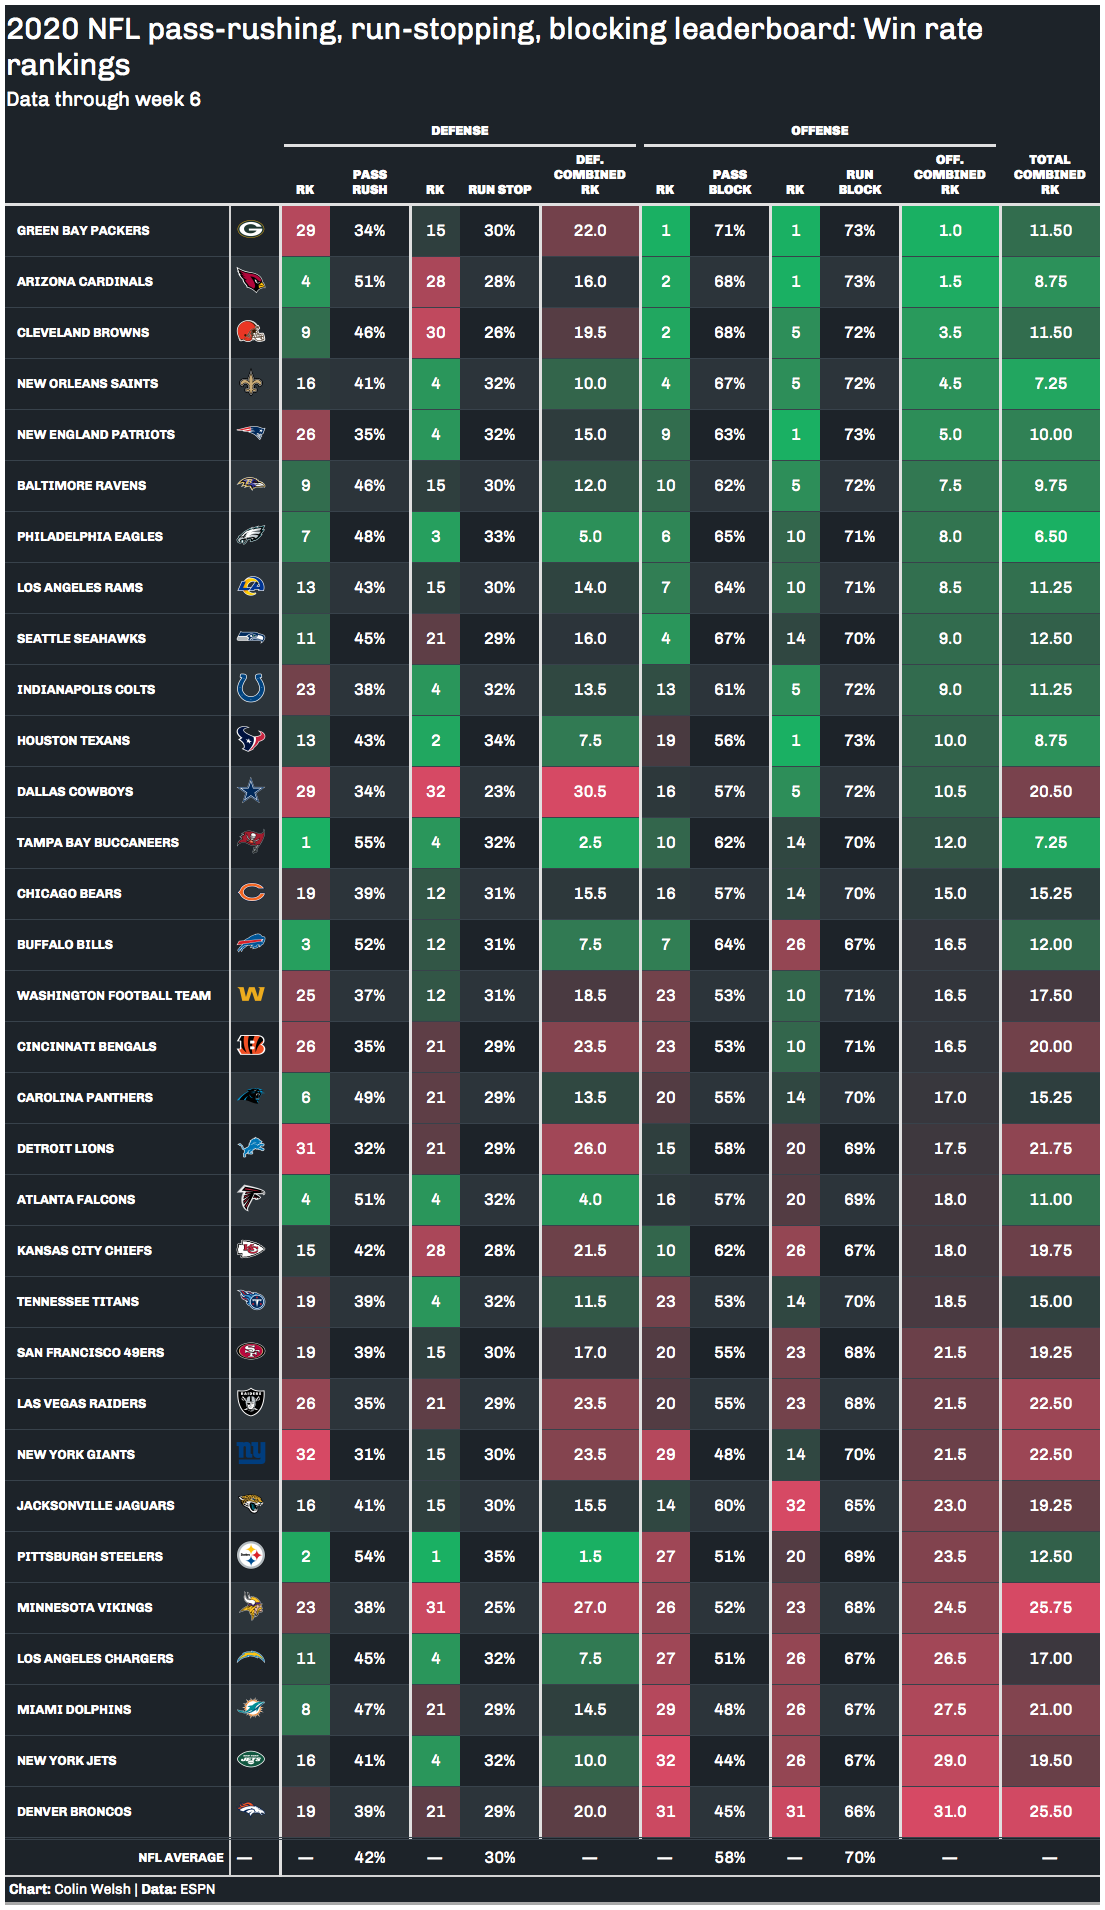 2020 NFL pass-rushing, run-stopping, blocking leaderboard: Win rate
rankings
Data through week 6
DEFENSE OFFENSE
RK PASS RUSH RK RUN STOP DEF. COMBINED RK RK PASS BLOCK RK RUN BLOCK OFF. COMBINED RK TOTAL COMBINED RK
GREEN BAY PACKERS 29 34% 15 30% 22.0 1 71% 1 73% 1.0 11.50
ARIZONA CARDINALS 4 51% 28 28% 16.0 2 68% 1 73% 1.5 8.75
CLEVELAND BROWNS 9 46% 30 26% 19.5 2 68% 5 72% 3.5 11.50
NEW ORLEANS SAINTS 16 41% 4 32% 10.0 4 67% 5 72% 4.5 7.25
NEW ENGLAND PATRIOTS 26 35% 4 32% 15.0 9 63% 1 73% 5.0 10.00
BALTIMORE RAVENS 9 46% 15 30% 12.0 10 62% 5 72% 7.5 9.75
PHILADELPHIA EAGLES 7 48% 3 33% 5.0 6 65% 10 71% 8.0 6.50
LOS ANGELES RAMS 13 43% 15 30% 14.0 7 64% 10 71% 8.5 11.25
SEATTLE SEAHAWKS 11 45% 21 29% 16.0 4 67% 14 70% 9.0 12.50
INDIANAPOLIS COLTS 23 38% 4 32% 13.5 13 61% 5 72% 9.0 11.25
HOUSTON TEXANS 13 43% 2 34% 7.5 19 56% 1 73% 10.0 8.75
DALLAS COWBOYS 29 34% 32 23% 30.5 16 57% 5 72% 10.5 20.50
TAMPA BAY BUCCANEERS 1 55% 4 32% 2.5 10 62% 14 70% 12.0 7.25
CHICAGO BEARS 19 39% 12 31% 15.5 16 57% 14 70% 15.0 15.25
BUFFALO BILLS 3 52% 12 31% 7.5 7 64% 26 67% 16.5 12.00
WASHINGTON FOOTBALL TEAM W 25 37% 12 31% 18.5 23 53% 10 71% 16.5 17.50
CINCINNATI BENGALS 26 35% 21 29% 23.5 23 53% 10 71% 16.5 20.00
CAROLINA PANTHERS 6 49% 21 29% 13.5 20 55% 14 70% 17.0 15.25
DETROIT LIONS 31 32% 21 29% 26.0 15 58% 20 69% 17.5 21.75
ATLANTA FALCONS 4 51% 4 32% 4.0 16 57% 20 69% 18.0 11.00
KANSAS CITY CHIEFS 15 42% 28 28% 21.5 10 62% 26 67% 18.0 19.75
TENNESSEE TITANS 19 39% 4 32% 11.5 23 53% 14 70% 18.5 15.00
SAN FRANCISCO 49ERS 19 39% 15 30% 17.0 20 55% 23 68% 21.5 19.25
LAS VEGAS RAIDERS 26 35% 21 29% 23.5 20 55% 23 68% 21.5 22.50
NEW YORK GIANTS ny 32 31% 15 30% 23.5 29 48% 14 70% 21.5 22.50
JACKSONVILLE JAGUARS 16 41% 15 30% 15.5 14 60% 32 65% 23.0 19.25
PITTSBURGH STEELERS 2 54% 1 35% 1.5 27 51% 20 69% 23.5 12.50
MINNESOTA VIKINGS 23 38% 31 25% 27.0 26 52% 23 68% 24.5 25.75
LOS ANGELES CHARGERS 11 45% 4 32% 7.5 27 51% 26 67% 26.5 17.00
MIAMI DOLPHINS 8 47% 21 29% 14.5 29 48% 26 67% 27.5 21.00
NEW YORK JETS 16 41% 4 32% 10.0 32 44% 26 67% 29.0 19.50
DENVER BRONCOS 19 39% 21 29% 20.0 31 45% 31 66% 31.0 25.50
NFL AVERAGE — — 42% — 30% — — 58% — 70% — —
Chart: Colin Welsh | Data: ESPN